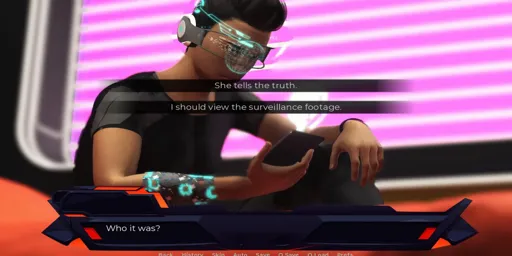 She tells the truth.
I should view the surveillance footage.
Who it was?
Back History Skip Auto Save Q.Save Q.Load Prefs